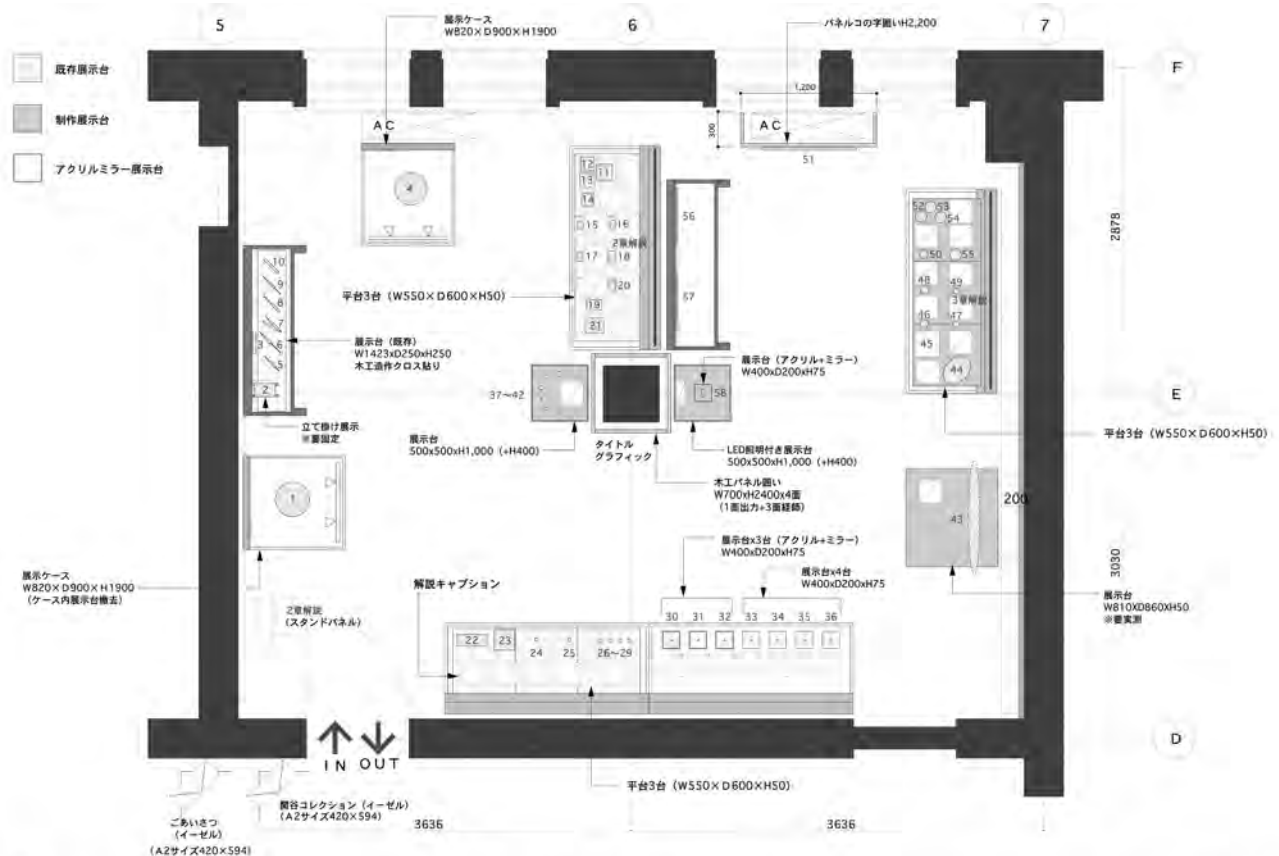 5
6
7
展示ケース
W820×D900×H1900
パネルコの字囲いH2,200
F
既存展示台
制作展示台
アクリルミラー展示台
1,200
300
AC
AC
51
4
12
11
13
14
15
16
2章解説
17
18
20
19
21
56
57
52
53
54
50
55
48
49
3章解説
46
47
45
44
2878
10
9
8
7
3
6
5
2
平台3台（W550×D600×H50）
展示台（既存）
W1423xD250xH250
木工造作クロス貼り
立て掛け展示
※要固定
展示台（アクリル+ミラー）
W400xD200xH75
37〜42
58
E
展示台
500x500xH1,000（+H400）
タイトル
グラフィック
LED照明付き展示台
500x500xH1,000（+H400）
平台3台（W550×D600×H50）
木工パネル囲い
W700xH2400x4面
（1面出力+3面経師）
1
43
200
展示台x3台（アクリル+ミラー）
W400xD200xH75
展示台x4台
W400xD200xH75
3030
展示ケース
W820×D900×H1900
（ケース内展示台撤去）
解説キャプション
展示台
W810XD860XH50
※要実測
2章解説
（スタンドパネル）
30
31
32
33
34
35
36
22
23
24
25
26〜29
D
IN
OUT
平台3台（W550×D600×H50）
関谷コレクション（イーゼル）
（A2サイズ420×594）
ごあいさつ
（イーゼル）
（A2サイズ420×594）
3636
3636